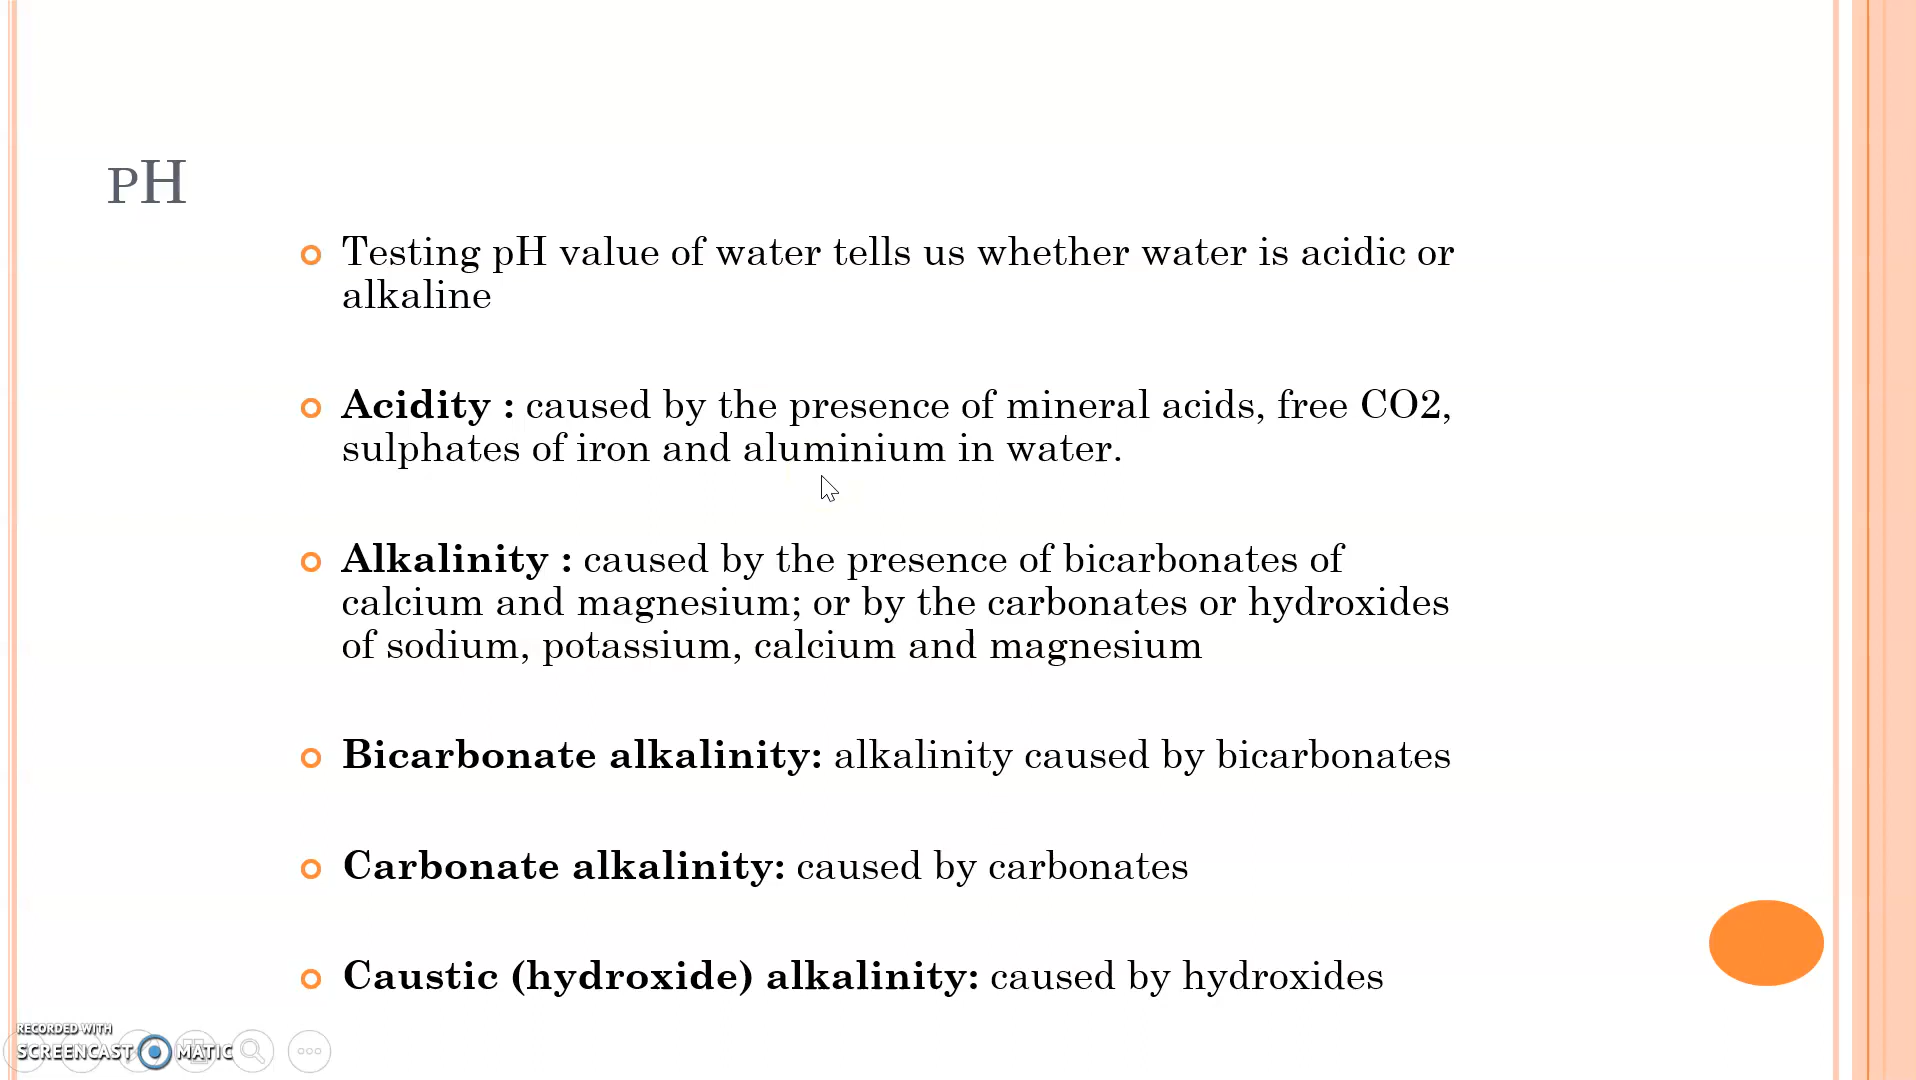 pH
Testing pH value of water tells us whether water is acidic or
alkaline
Acidity : caused by the presence of mineral acids, free CO2,
sulphates of iron and aluminium in water.
Alkalinity : caused by the presence of bicarbonates of
calcium and magnesium; or by the carbonates or hydroxides
of sodium, potassium, calcium and magnesium
Bicarbonate alkalinity: alkalinity caused by bicarbonates
Carbonate alkalinity: caused by carbonates
Caustic (hydroxide) alkalinity: caused by hydroxides
RECORDED WITH
SCREENCAST MATIC